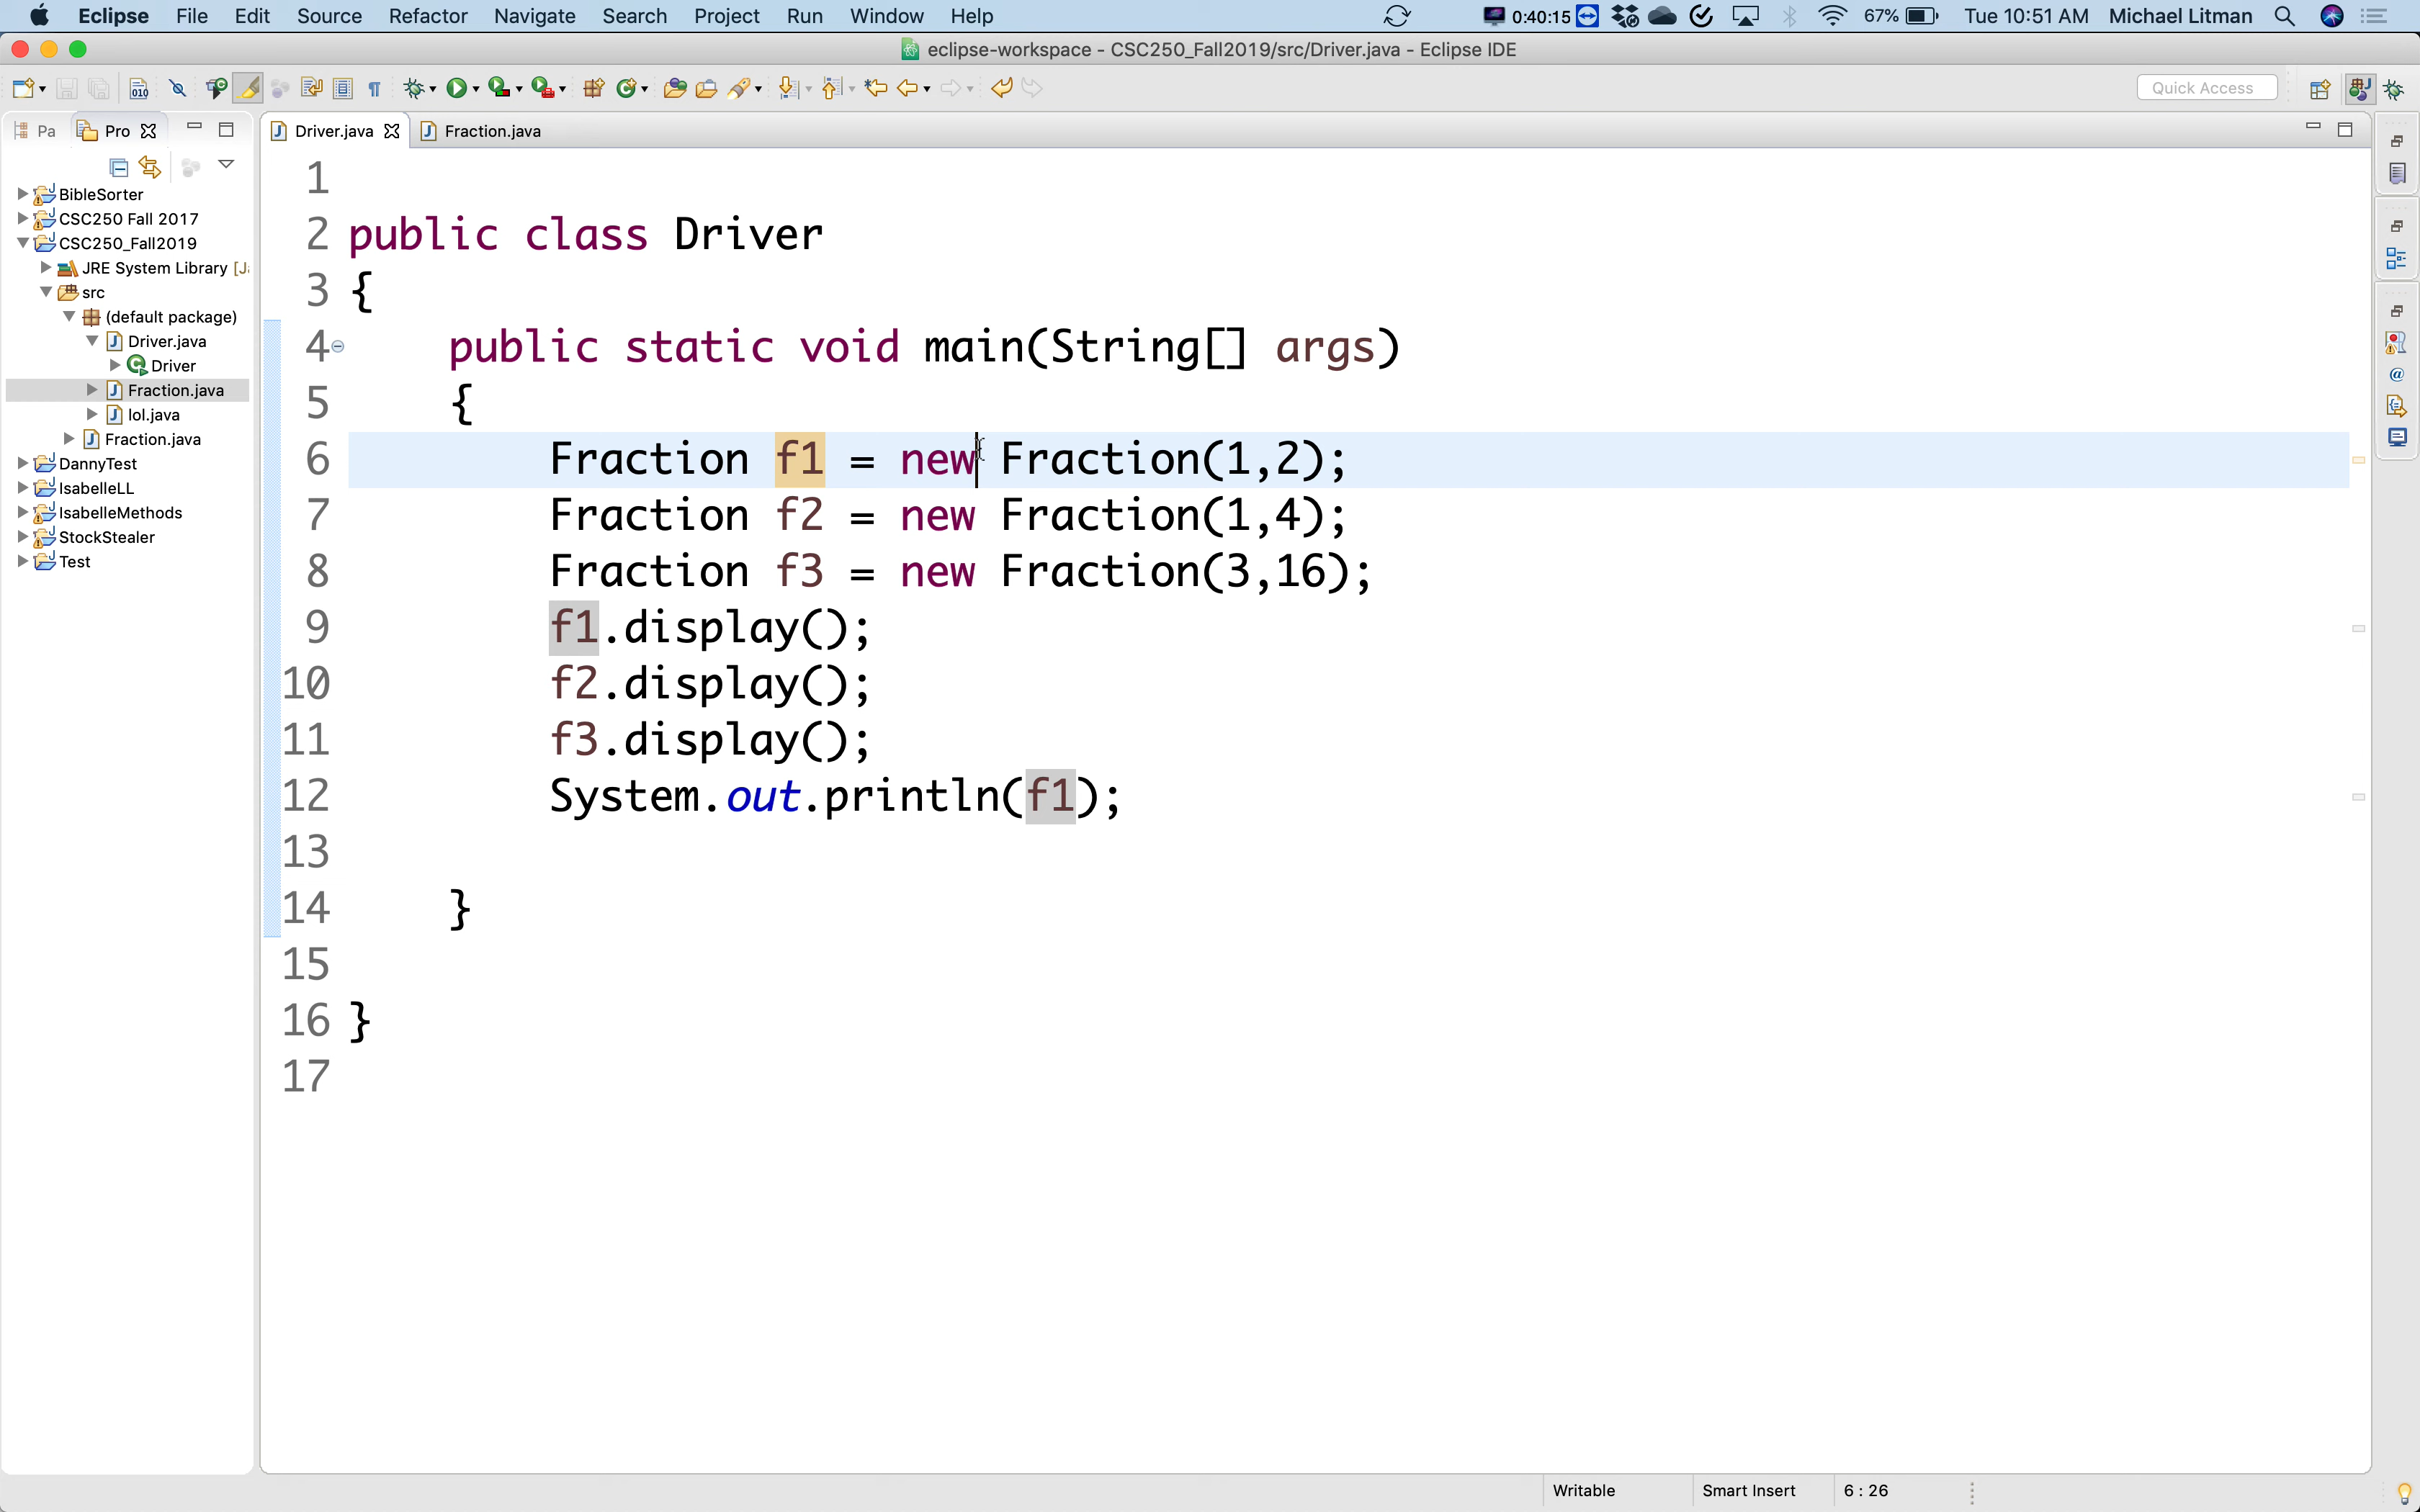 Eclipse File Edit Source Refactor Navigate Search Project Run Window Help 0:40:15 67% Tue 10:51 AM Michael Litman
eclipse-workspace - CSC250_Fall2019/src/Driver.java - Eclipse IDE
Quick Access
Pa Pro
Driver.java Fraction.java
BibleSorter
CSC250 Fall 2017
CSC250_Fall2019
JRE System Library [Ja
src
(default package)
Driver.java
Driver
Fraction.java
lol.java
Fraction.java
DannyTest
IsabelleLL
IsabelleMethods
StockStealer
Test
1
2 public class Driver
3 {
4 public static void main(String[] args)
5 {
6 Fraction f1 = new Fraction(1,2);
7 Fraction f2 = new Fraction(1,4);
8 Fraction f3 = new Fraction(3,16);
9 f1.display();
10 f2.display();
11 f3.display();
12 System.out.println(f1);
13
14 }
15
16 }
17
Writable Smart Insert 6 : 26